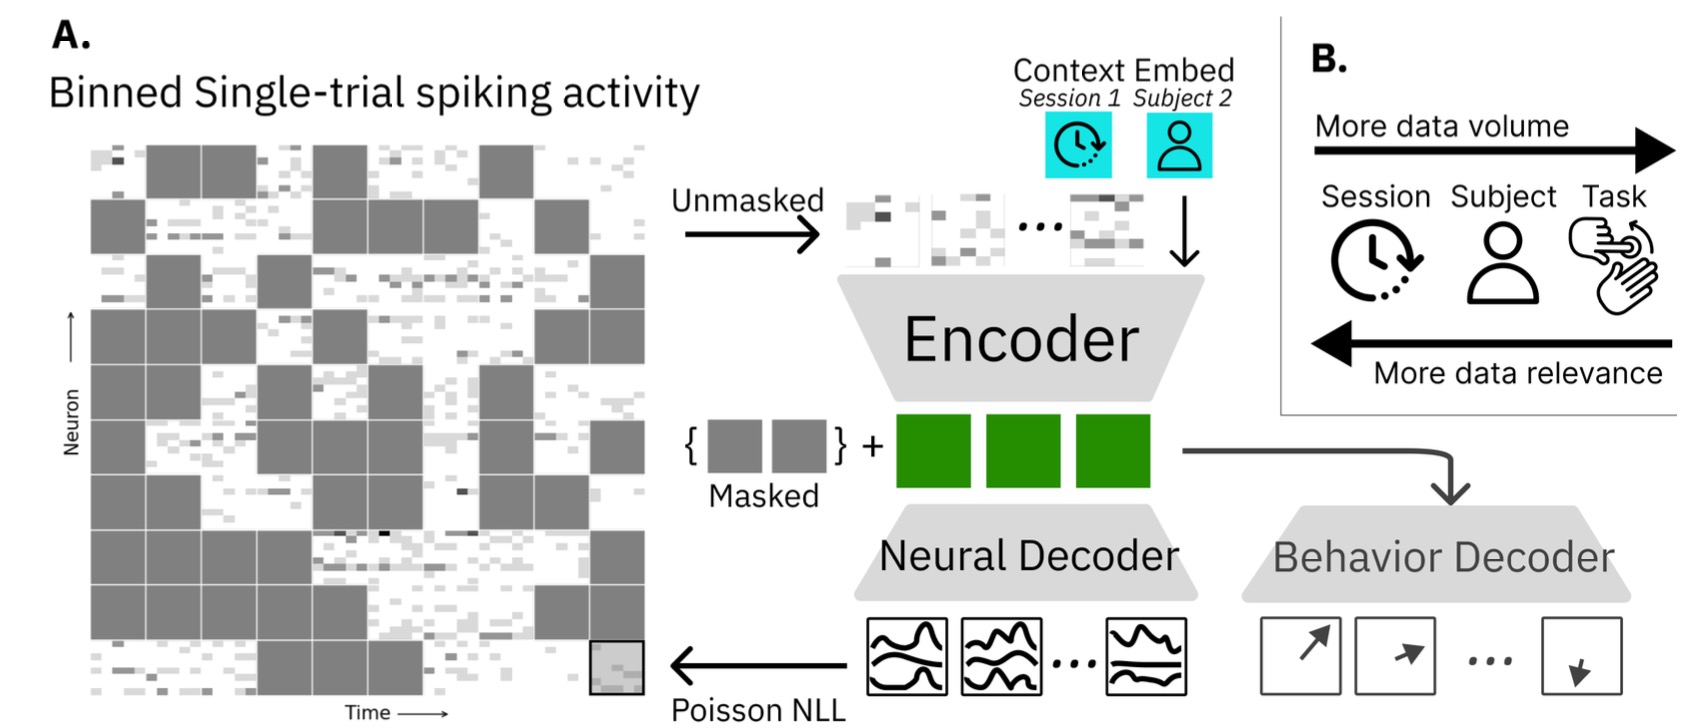 A.
Binned Single-trial spiking activity
Neuron
Time
Unmasked
Context Embed
Session 1 Subject 2
Encoder
{ } +
Masked
Neural Decoder
Behavior Decoder
Poisson NLL
B.
More data volume
Session Subject Task
More data relevance